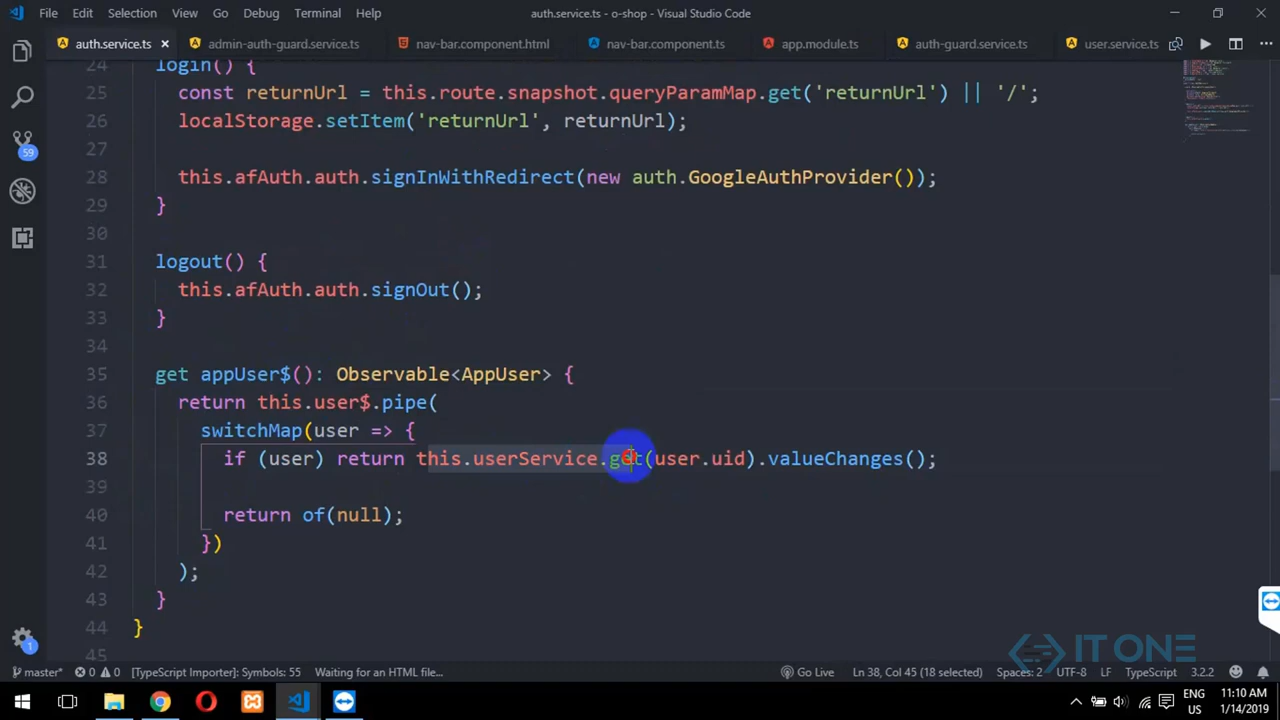 File Edit Selection View Go Debug Terminal Help auth.service.ts - o-shop - Visual Studio Code
auth.service.ts admin-auth-guard.service.ts nav-bar.component.html nav-bar.component.ts app.module.ts auth-guard.service.ts user.service.ts
24 login() {
25 const returnUrl = this.route.snapshot.queryParamMap.get('returnUrl') || '/';
26 localStorage.setItem('returnUrl', returnUrl);
27
28 this.afAuth.auth.signInWithRedirect(new auth.GoogleAuthProvider());
29 }
30
31 logout() {
32 this.afAuth.auth.signOut();
33 }
34
35 get appUser$(): Observable<AppUser> {
36 return this.user$.pipe(
37 switchMap(user => {
38 if (user) return this.userService.get(user.uid).valueChanges();
39
40 return of(null);
41 })
42 );
43 }
44 }
45
59
1
IT ONE
master* 0 0 [TypeScript Importer]: Symbols: 55 Waiting for an HTML file... Go Live Ln 38, Col 45 (18 selected) Spaces: 2 UTF-8 LF TypeScript 3.2.2 1
ENG 11:10 AM
US 1/14/2019